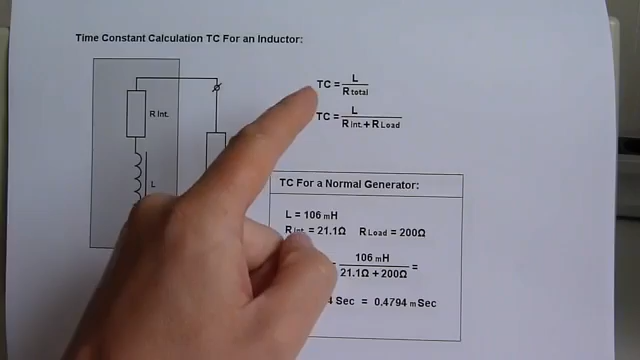 Time Constant Calculation TC For an Inductor:
R Int.
L
TC = L
R total
TC = L
R Int. + R Load
TC For a Normal Generator:
L = 106 mH
R Int. = 21.1Ω R Load = 200Ω
106 mH
21.1Ω + 200Ω =
4 Sec = 0,4794 m Sec